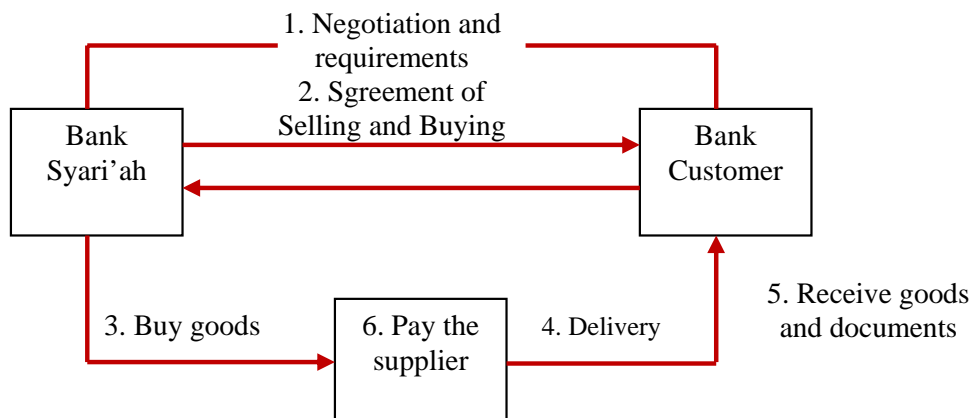 1. Negotiation and
requirements
2. Sgreement of
Selling and Buying
Bank
Syari’ah
Bank
Customer
3. Buy goods
6. Pay the
supplier
4. Delivery
5. Receive goods
and documents